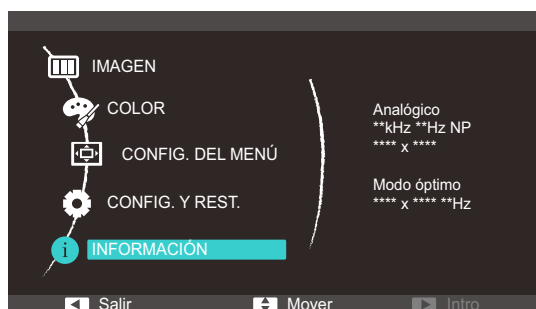 IMAGEN
COLOR
CONFIG. DEL MENÚ
CONFIG. Y REST.
i INFORMACIÓN
Analógico
**kHz **Hz NP
**** x ****
Modo óptimo
**** x **** **Hz
Salir Mover Intro